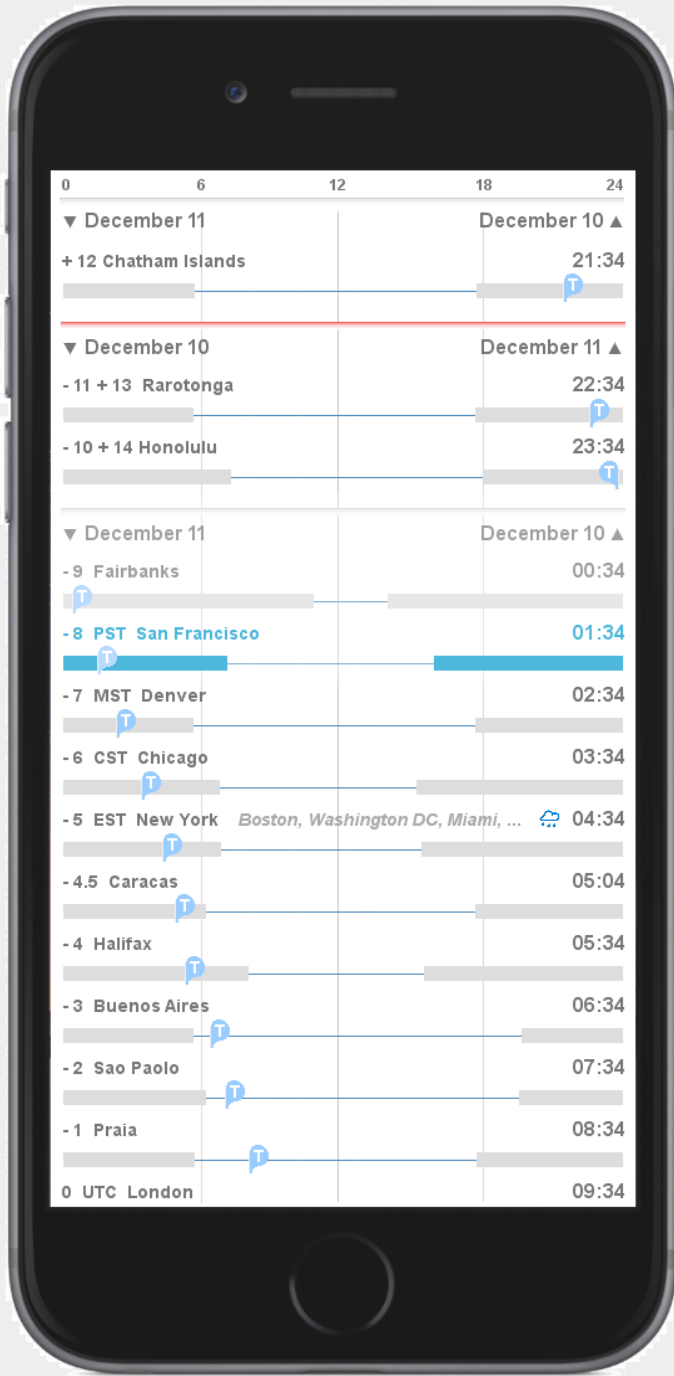 0 6 12 18 24
▼ December 11 December 10 ▲
+ 12 Chatham Islands 21:34
T
▼ December 10 December 11 ▲
- 11 + 13 Rarotonga 22:34
T
- 10 + 14 Honolulu 23:34
T
▼ December 11 December 10 ▲
- 9 Fairbanks 00:34
T
- 8 PST San Francisco 01:34
T
- 7 MST Denver 02:34
T
- 6 CST Chicago 03:34
T
- 5 EST New York Boston, Washington DC, Miami, ... 04:34
T
- 4.5 Caracas 05:04
T
- 4 Halifax 05:34
T
- 3 Buenos Aires 06:34
T
- 2 Sao Paolo 07:34
T
- 1 Praia 08:34
T
0 UTC London 09:34